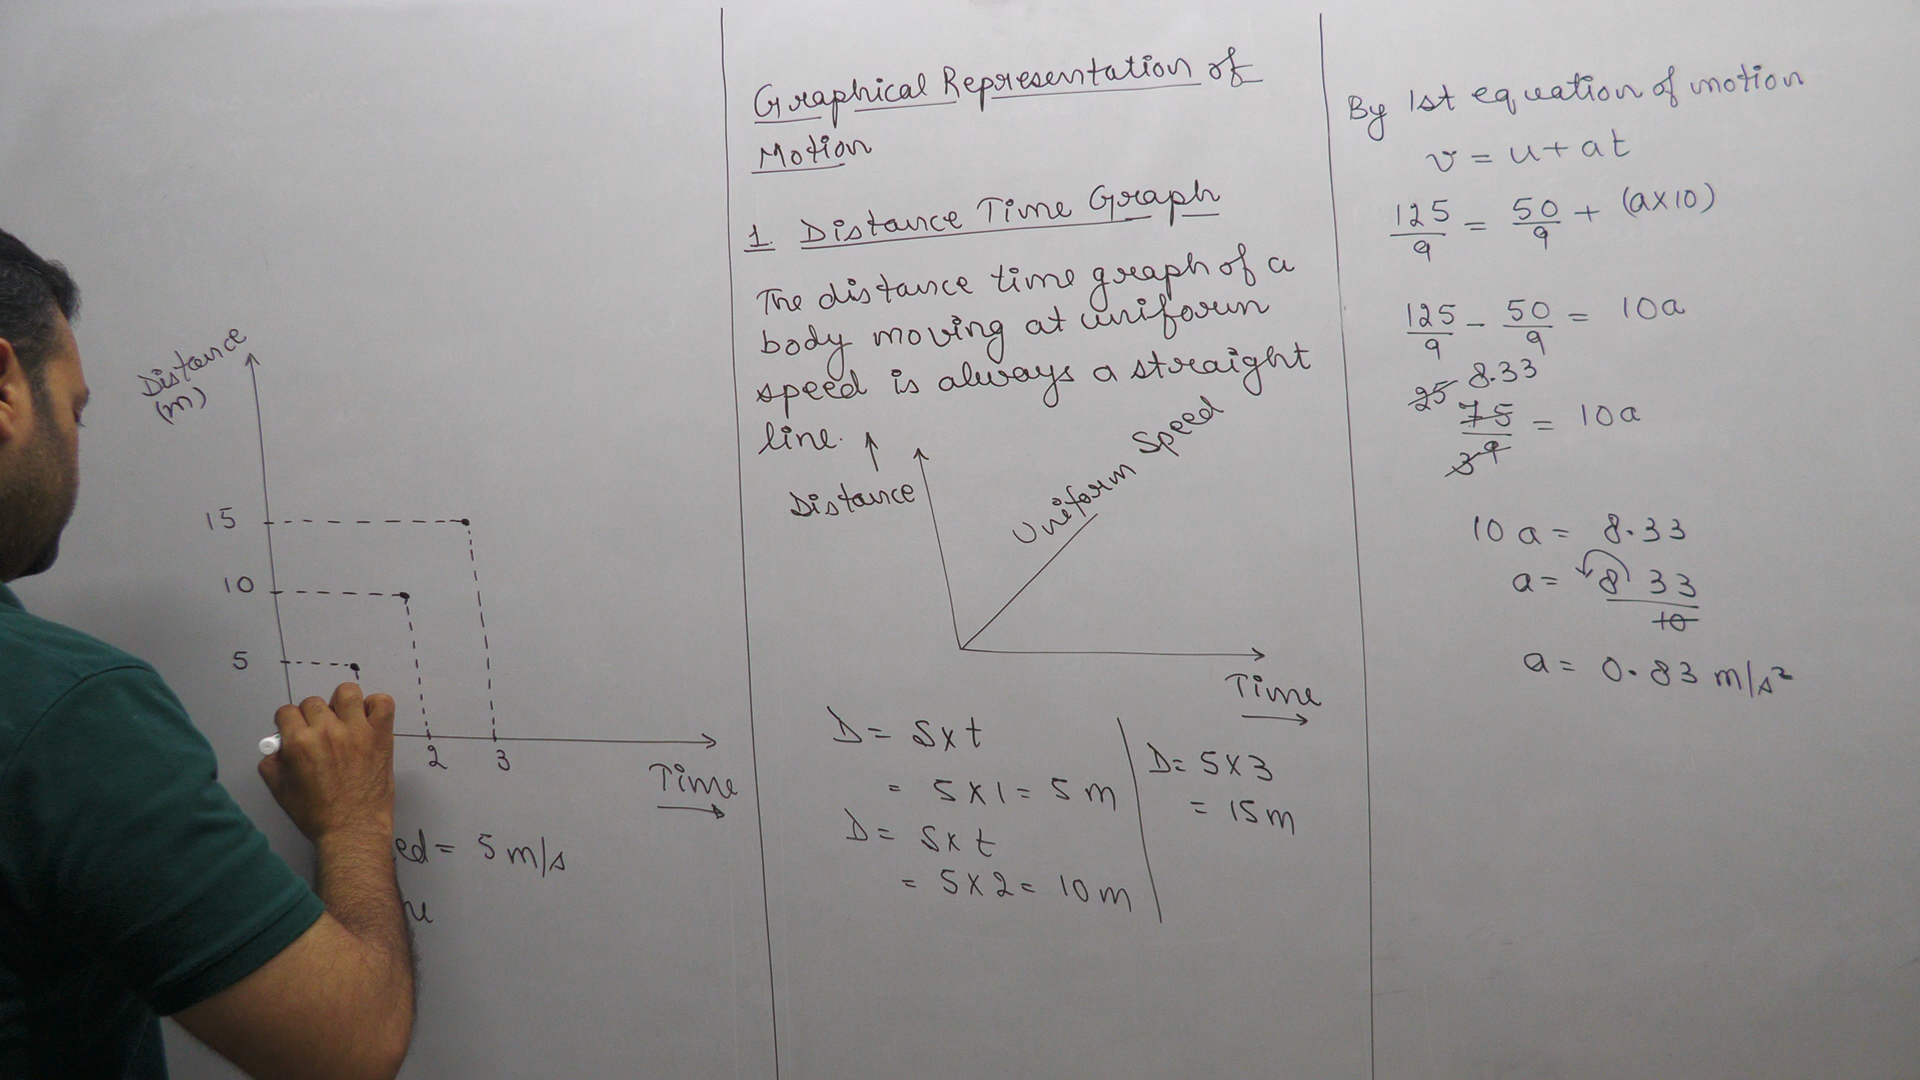 Distance
(m)
15
10
5
2 3
Time
= 5 m/s
Graphical Representation of
Motion
1. Distance Time Graph
The distance time graph of a
body moving at uniform
speed is always a straight
line.
Distance
Uniform Speed
Time
D = S x t
= 5 x 1 = 5 m
D = S x t
= 5 x 2 = 10 m
D = 5 x 3
= 15 m
By 1st equation of motion
v = u + at
125/9 = 50/9 + (a x 10)
125/9 - 50/9 = 10a
25 8.33
75/9 = 10a
3
10 a = 8.33
a = 8 33
10
a = 0.83 m/s²